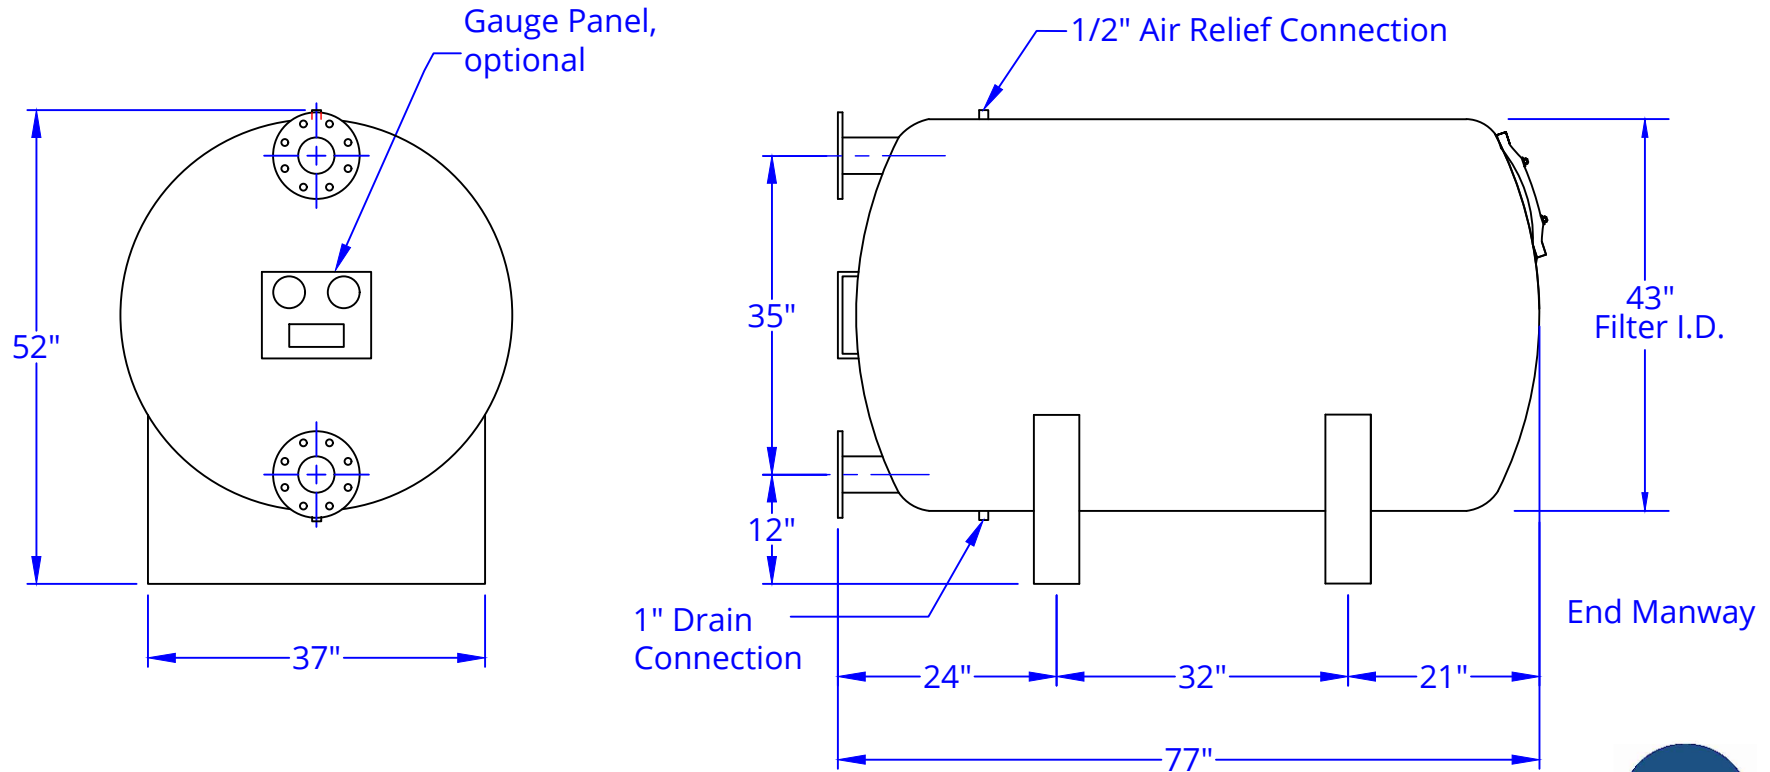 Gauge Panel,
optional
1/2" Air Relief Connection
52"
35"
43"
Filter I.D.
12"
1" Drain
Connection
End Manway
37"
24"
32"
21"
77"